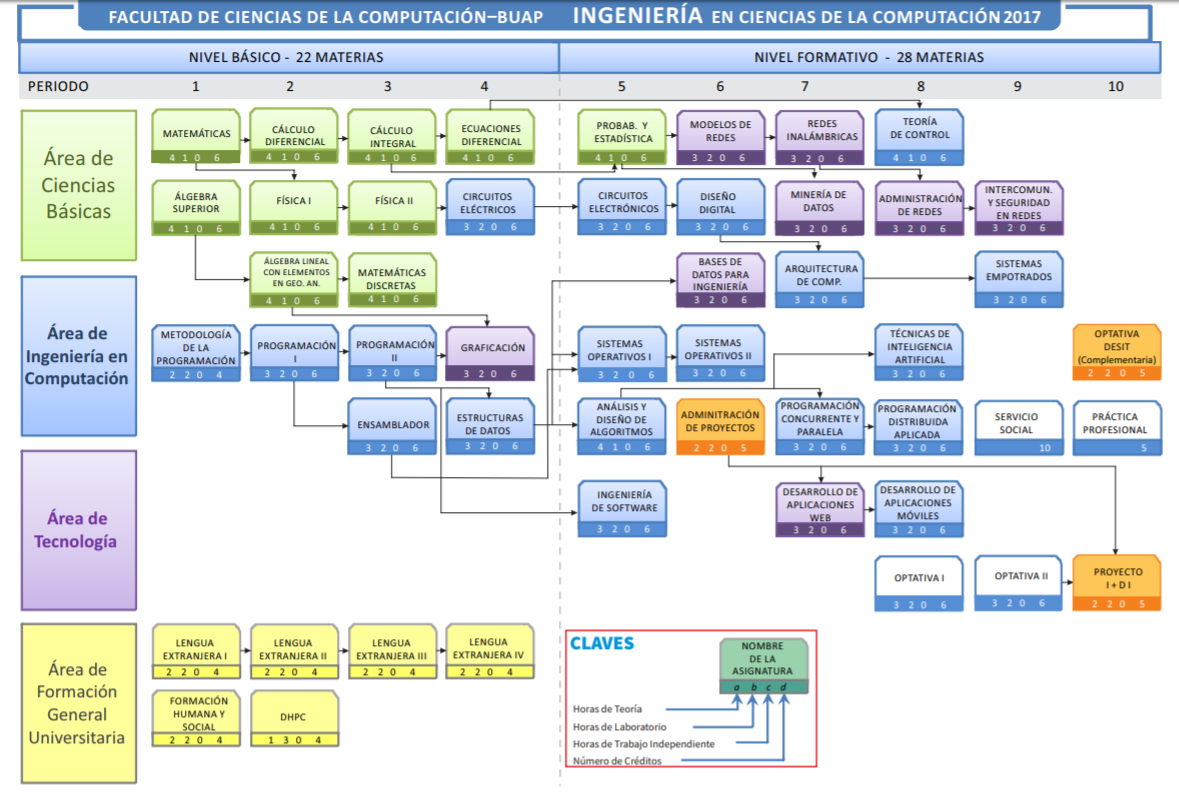 FACULTAD DE CIENCIAS DE LA COMPUTACIÓN–BUAP INGENIERÍA EN CIENCIAS DE LA COMPUTACIÓN 2017
NIVEL BÁSICO - 22 MATERIAS
NIVEL FORMATIVO - 28 MATERIAS
PERIODO 1 2 3 4 5 6 7 8 9 10
Área de
Ciencias
Básicas
MATEMÁTICAS
4 1 0 6
CÁLCULO
DIFERENCIAL
4 1 0 6
CÁLCULO
INTEGRAL
4 1 0 6
ECUACIONES
DIFERENCIALES
4 1 0 6
PROBAB. Y
ESTADÍSTICA
4 1 0 6
MODELOS DE
REDES
3 2 0 6
REDES
INALÁMBRICAS
3 2 0 6
TEORÍA
DE CONTROL
4 1 0 6
ÁLGEBRA
SUPERIOR
4 1 0 6
FÍSICA I
4 1 0 6
FÍSICA II
4 1 0 6
CIRCUITOS
ELÉCTRICOS
3 2 0 6
CIRCUITOS
ELECTRÓNICOS
3 2 0 6
DISEÑO
DIGITAL
3 2 0 6
MINERÍA DE
DATOS
3 2 0 6
ADMINISTRACIÓN
DE REDES
3 2 0 6
INTERCOMUN.
Y SEGURIDAD
EN REDES
3 2 0 6
ÁLGEBRA LINEAL
CON ELEMENTOS
EN GEO. AN.
4 1 0 6
MATEMÁTICAS
DISCRETAS
4 1 0 6
BASES DE
DATOS PARA
INGENIERÍA
3 2 0 6
ARQUITECTURA
DE COMP.
3 2 0 6
SISTEMAS
EMPOTRADOS
3 2 0 6
Área de
Ingeniería en
Computación
METODOLOGÍA
DE LA
PROGRAMACIÓN
2 2 0 4
PROGRAMACIÓN
I
3 2 0 6
PROGRAMACIÓN
II
3 2 0 6
GRAFICACIÓN
3 2 0 6
SISTEMAS
OPERATIVOS I
3 2 0 6
SISTEMAS
OPERATIVOS II
3 2 0 6
TÉCNICAS DE
INTELIGENCIA
ARTIFICIAL
3 2 0 6
OPTATIVA
DESIT
(Complementaria)
2 2 0 5
ENSAMBLADOR
3 2 0 6
ESTRUCTURAS
DE DATOS
3 2 0 6
ANÁLISIS Y
DISEÑO DE
ALGORITMOS
4 1 0 6
ADMINITRACIÓN
DE PROYECTOS
2 2 0 5
PROGRAMACIÓN
CONCURRENTE Y
PARALELA
3 2 0 6
PROGRAMACIÓN
DISTRIBUIDA
APLICADA
3 2 0 6
SERVICIO
SOCIAL
10
PRÁCTICA
PROFESIONAL
5
Área de
Tecnología
INGENIERÍA
DE SOFTWARE
3 2 0 6
DESARROLLO DE
APLICACIONES
WEB
3 2 0 6
DESARROLLO DE
APLICACIONES
MÓVILES
3 2 0 6
OPTATIVA I
3 2 0 6
OPTATIVA II
3 2 0 6
PROYECTO
I + D I
2 2 0 5
Área de
Formación
General
Universitaria
LENGUA
EXTRANJERA I
2 2 0 4
LENGUA
EXTRANJERA II
2 2 0 4
LENGUA
EXTRANJERA III
2 2 0 4
LENGUA
EXTRANJERA IV
2 2 0 4
FORMACIÓN
HUMANA Y
SOCIAL
2 2 0 4
DHPC
1 3 0 4
CLAVES
NOMBRE
DE LA
ASIGNATURA
a b c d
Horas de Teoría
Horas de Laboratorio
Horas de Trabajo Independiente
Número de Créditos